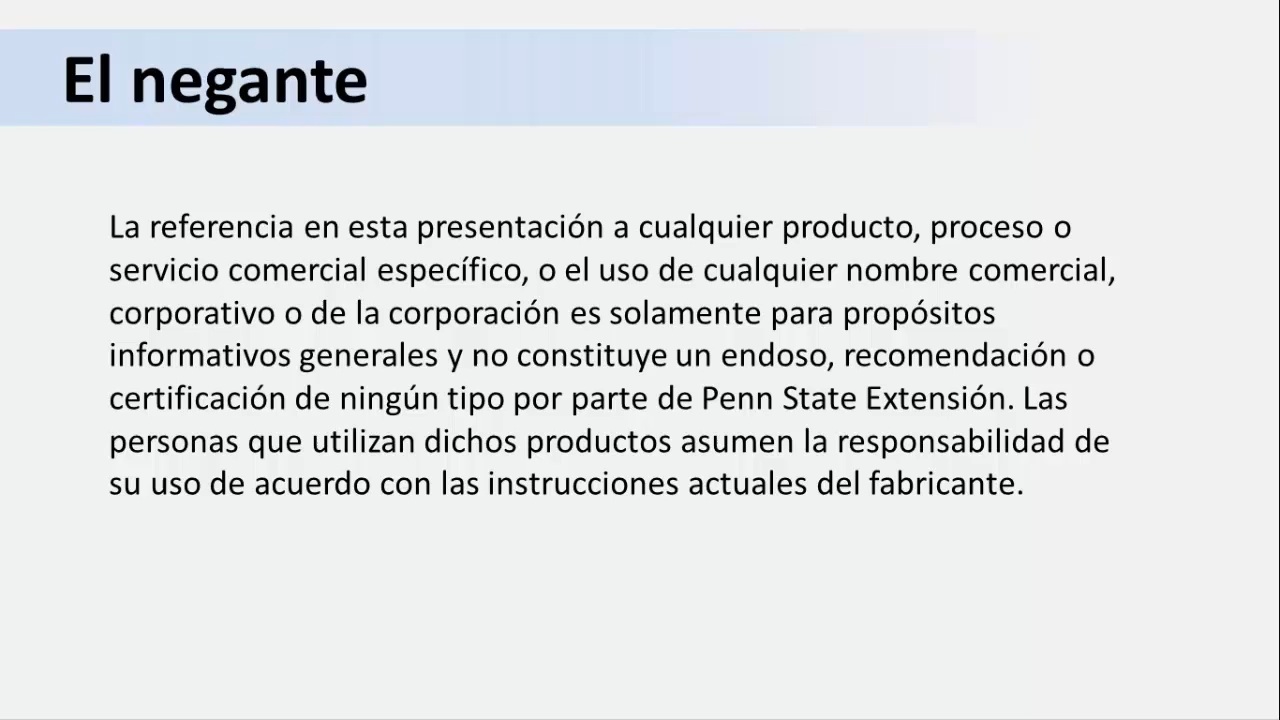 El negante
La referencia en esta presentación a cualquier producto, proceso o
servicio comercial específico, o el uso de cualquier nombre comercial,
corporativo o de la corporación es solamente para propósitos
informativos generales y no constituye un endoso, recomendación o
certificación de ningún tipo por parte de Penn State Extensión. Las
personas que utilizan dichos productos asumen la responsabilidad de
su uso de acuerdo con las instrucciones actuales del fabricante.